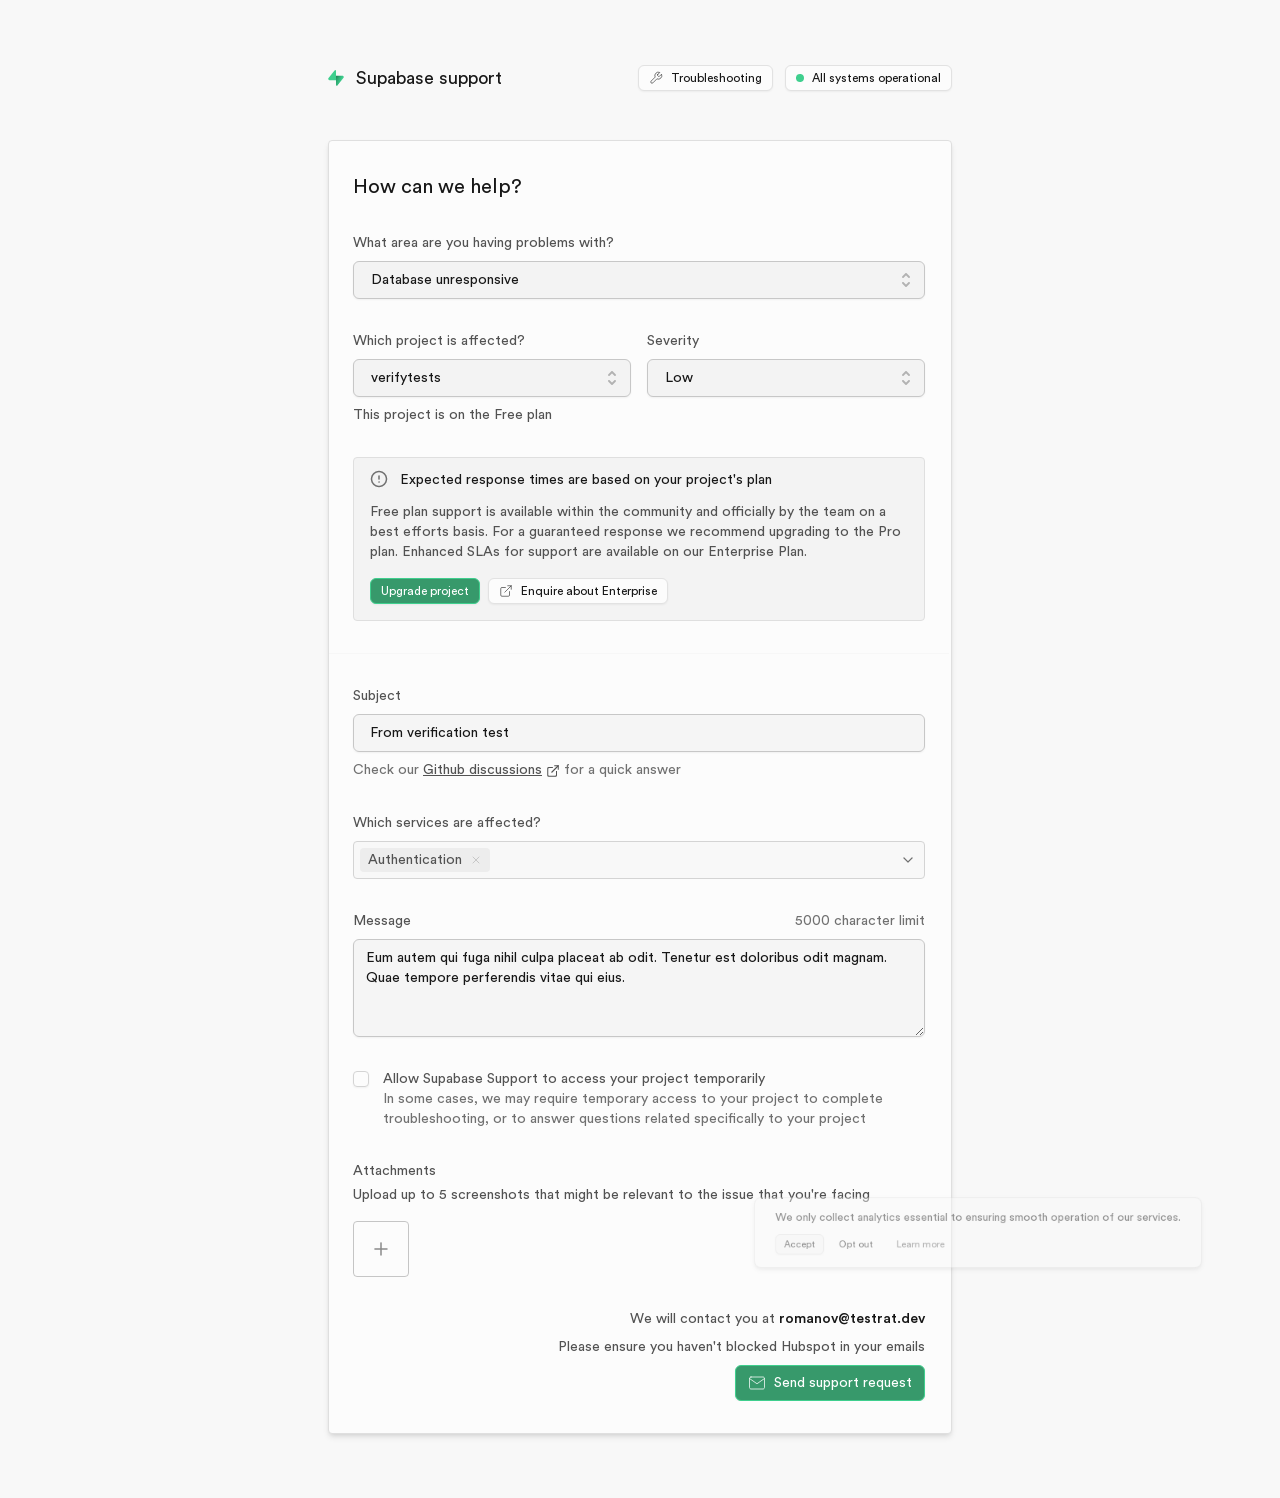 Supabase support
Troubleshooting
All systems operational
How can we help?
What area are you having problems with?
Database unresponsive
Which project is affected?
Severity
verifytests
Low
This project is on the Free plan
Expected response times are based on your project's plan
Free plan support is available within the community and officially by the team on a
best efforts basis. For a guaranteed response we recommend upgrading to the Pro
plan. Enhanced SLAs for support are available on our Enterprise Plan.
Upgrade project
Enquire about Enterprise
Subject
From verification test
Check our Github discussions for a quick answer
Which services are affected?
Authentication
Message
5000 character limit
Eum autem qui fuga nihil culpa placeat ab odit. Tenetur est doloribus odit magnam.
Quae tempore perferendis vitae qui eius.
Allow Supabase Support to access your project temporarily
In some cases, we may require temporary access to your project to complete
troubleshooting, or to answer questions related specifically to your project
Attachments
Upload up to 5 screenshots that might be relevant to the issue that you're facing
We only collect analytics essential to ensuring smooth operation of our services.
Accept
Opt out
Learn more
We will contact you at romanov@testrat.dev
Please ensure you haven't blocked Hubspot in your emails
Send support request